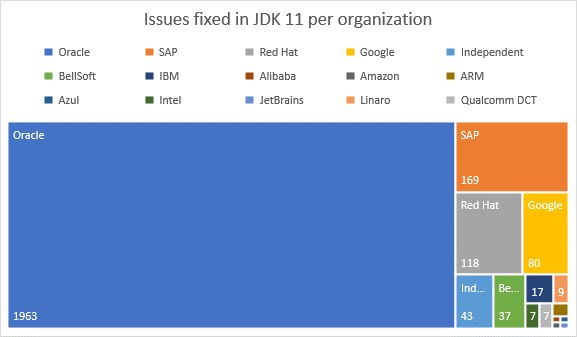 Issues fixed in JDK 11 per organization
Oracle SAP Red Hat Google Independent
BellSoft IBM Alibaba Amazon ARM
Azul Intel JetBrains Linaro Qualcomm DCT
Oracle
SAP
169
Red Hat
Google
118
80
Ind...
Be...
17
9
1963
43
37
7
7